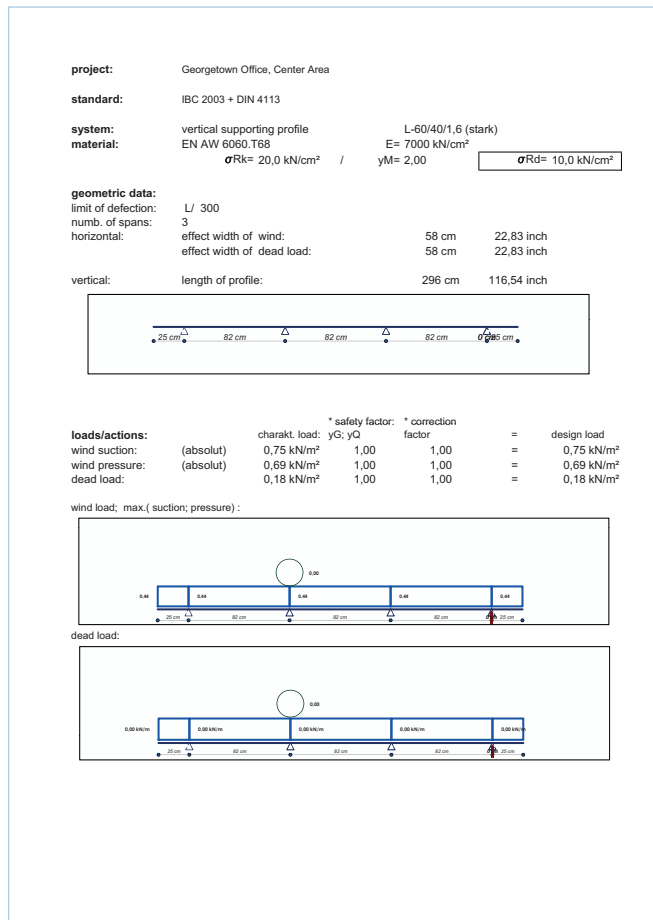 project: Georgetown Office, Center Area
standard: IBC 2003 + DIN 4113
system: vertical supporting profile L-60/40/1,6 (stark)
material: EN AW 6060.T68 E= 7000 kN/cm²
σRk= 20,0 kN/cm² / yM= 2,00 σRd= 10,0 kN/cm²
geometric data:
limit of defection: L/ 300
numb. of spans: 3
horizontal: effect width of wind: 58 cm 22,83 inch
effect width of dead load: 58 cm 22,83 inch
vertical: length of profile: 296 cm 116,54 inch
25 cm 82 cm 82 cm 82 cm 25 cm
* safety factor: * correction
loads/actions: charakt. load: yG; yQ factor = design load
wind suction: (absolut) 0,75 kN/m² 1,00 1,00 = 0,75 kN/m²
wind pressure: (absolut) 0,69 kN/m² 1,00 1,00 = 0,69 kN/m²
dead load: 0,18 kN/m² 1,00 1,00 = 0,18 kN/m²
wind load; max.( suction; pressure) :
0,00
0,44 0,44 0,44 0,44 0,44
25 cm 82 cm 82 cm 82 cm 25 cm
dead load:
0,00
0,00 kN/m 0,00 kN/m 0,00 kN/m 0,00 kN/m 0,00 kN/m
25 cm 82 cm 82 cm 82 cm 25 cm